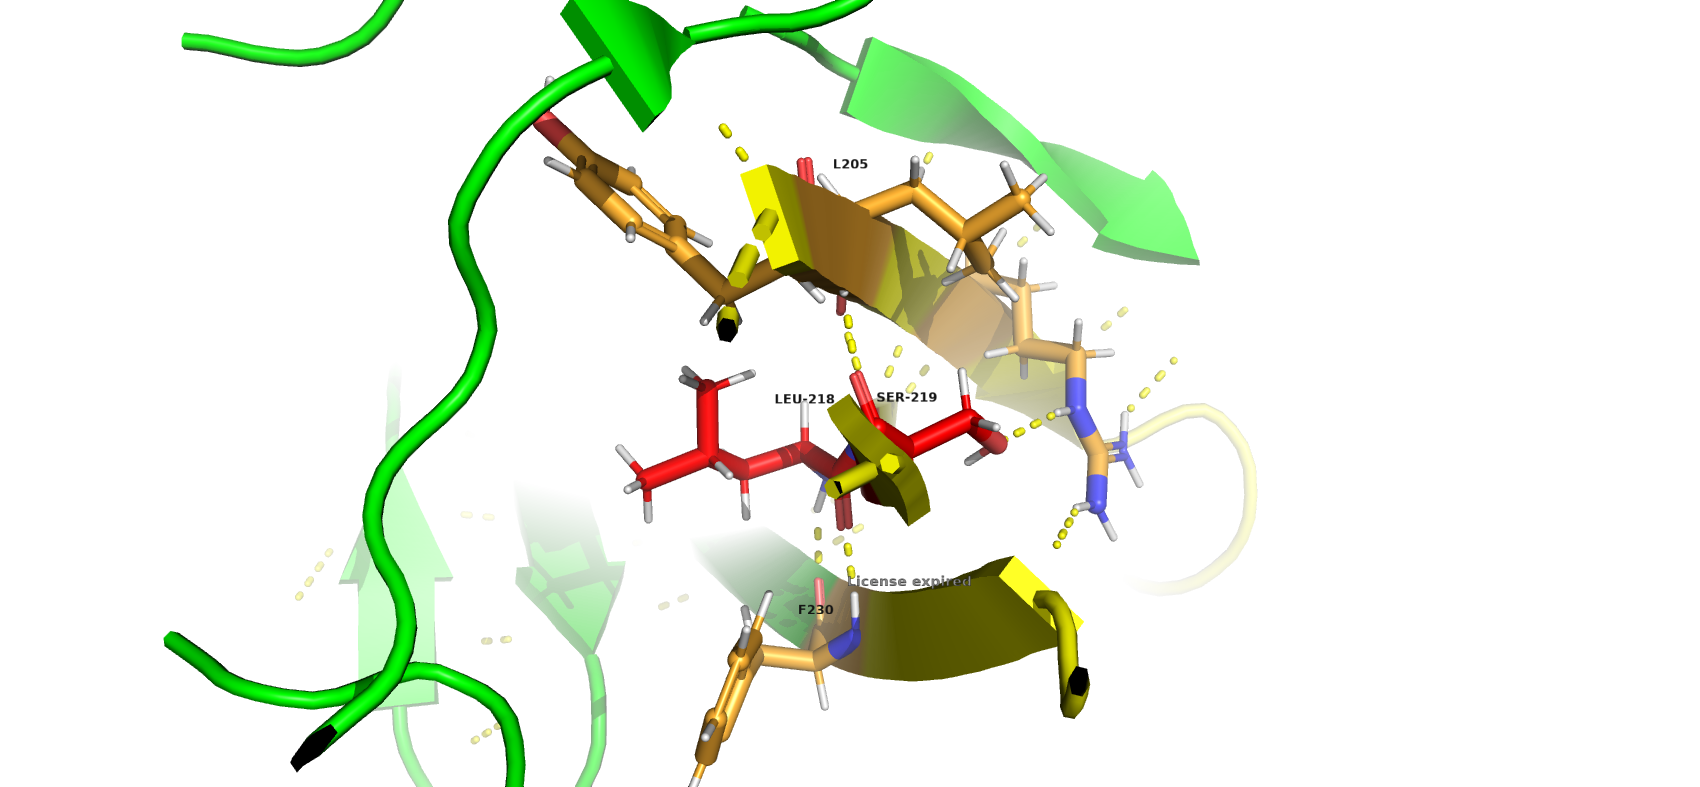 L205
LEU-218
SER-219
License expired
F230